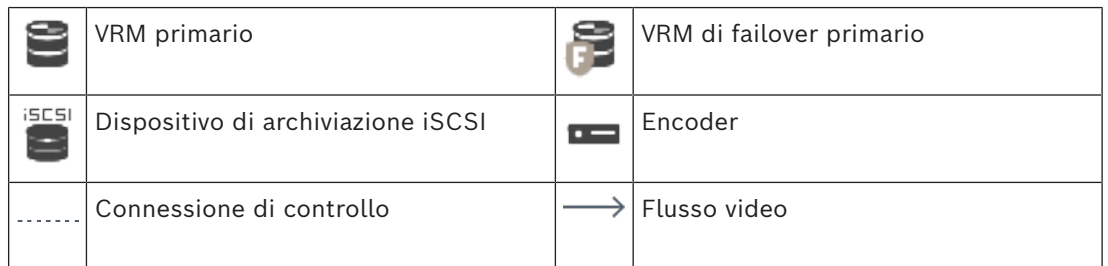 VRM primario
VRM di failover primario
F
iSCSI
Dispositivo di archiviazione iSCSI
Encoder
Connessione di controllo
Flusso video